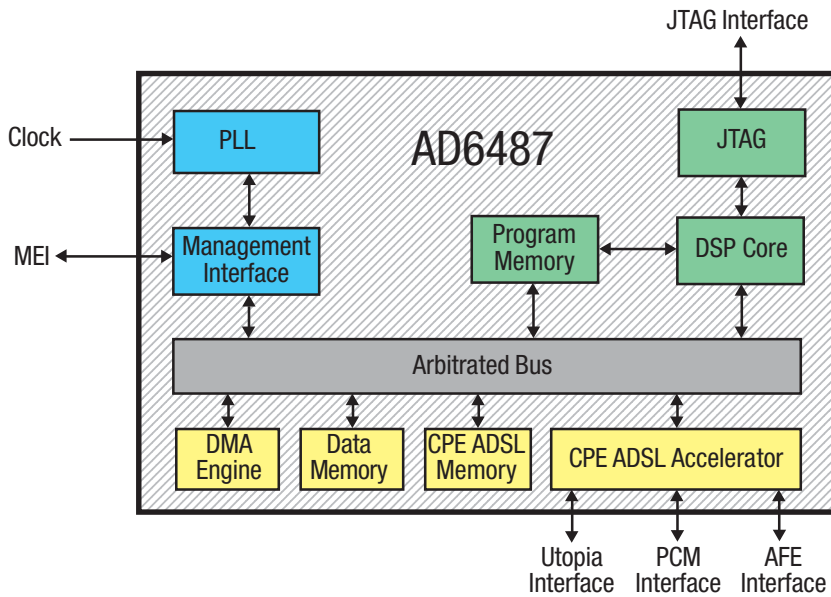 JTAG Interface
Clock
PLL
AD6487
JTAG
MEI
Management
Interface
Program
Memory
DSP Core
Arbitrated Bus
DMA
Engine
Data
Memory
CPE ADSL
Memory
CPE ADSL Accelerator
Utopia
Interface
PCM
Interface
AFE
Interface